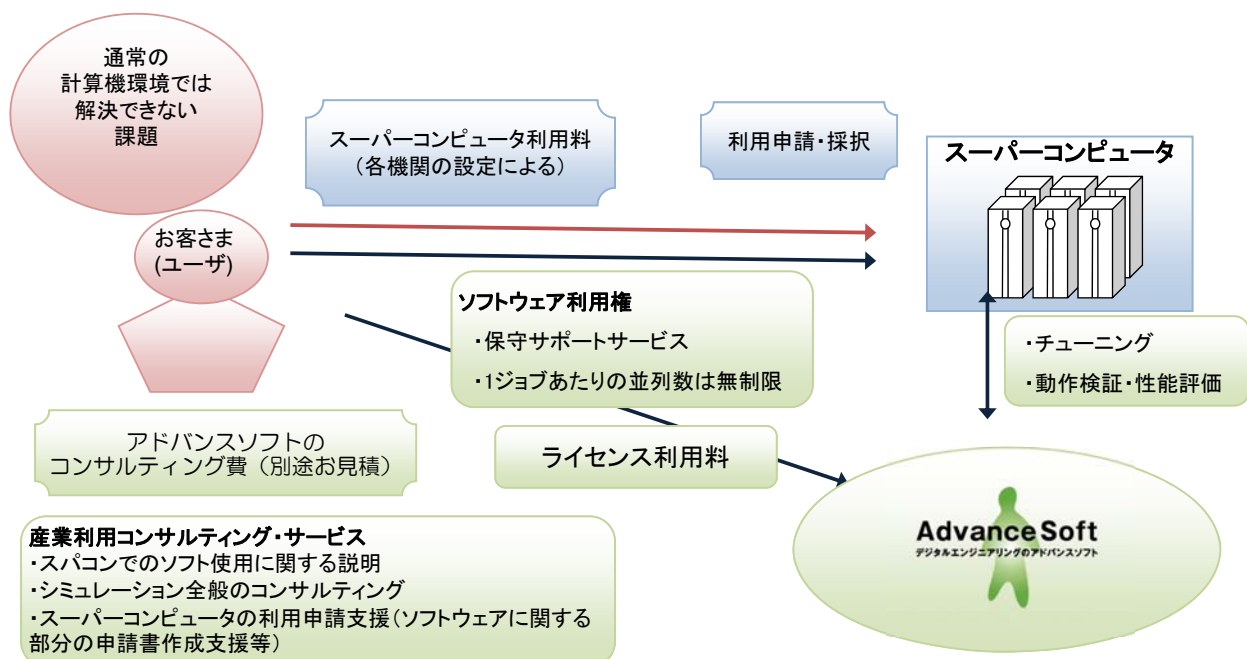 通常の
計算機環境では
解決できない
課題
スーパーコンピュータ利用料
（各機関の設定による）
利用申請・採択
スーパーコンピュータ
お客さま
(ユーザ)
ソフトウェア利用権
・保守サポートサービス
・1ジョブあたりの並列数は無制限
・チューニング
・動作検証・性能評価
アドバンスソフトの
コンサルティング費（別途お見積）
ライセンス利用料
産業利用コンサルティング・サービス
・スパコンでのソフト使用に関する説明
・シミュレーション全般のコンサルティング
・スーパーコンピュータの利用申請支援（ソフトウェアに関する
部分の申請書作成支援等）
AdvanceSoft
デジタルエンジニアリングのアドバンスソフト